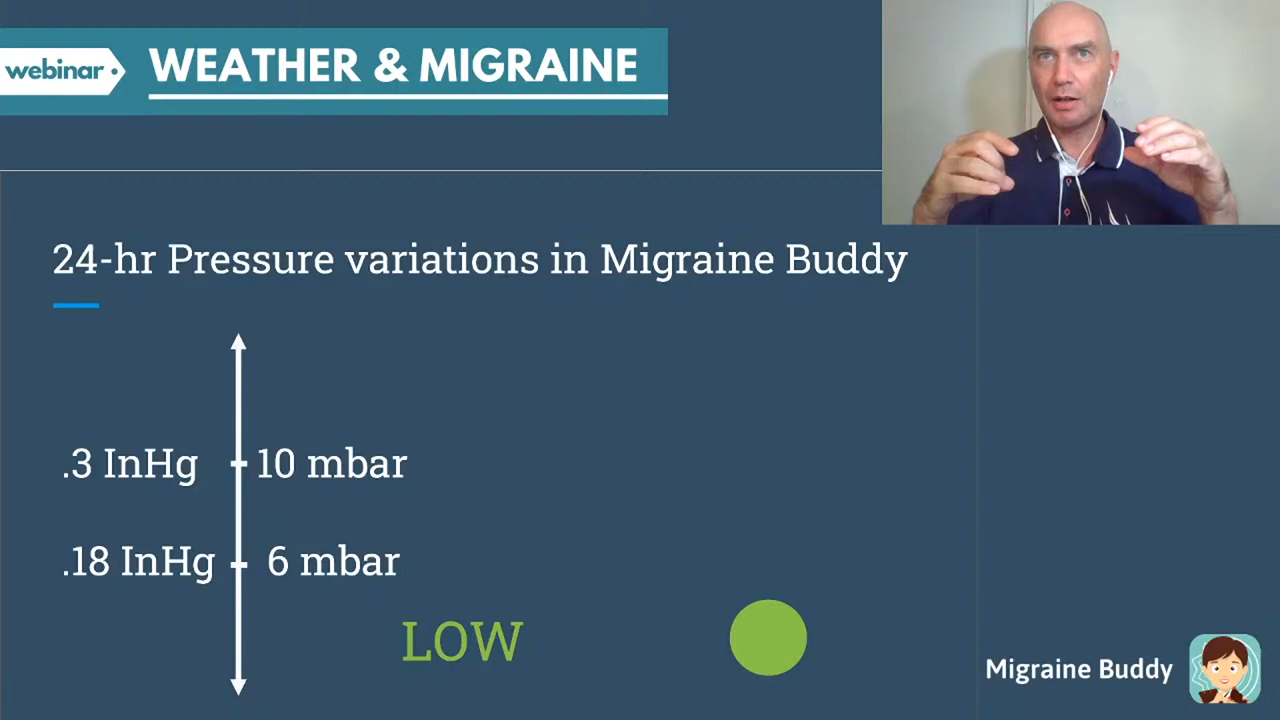 webinar
WEATHER & MIGRAINE
24-hr Pressure variations in Migraine Buddy
.3 InHg 10 mbar
.18 InHg 6 mbar
LOW
Migraine Buddy